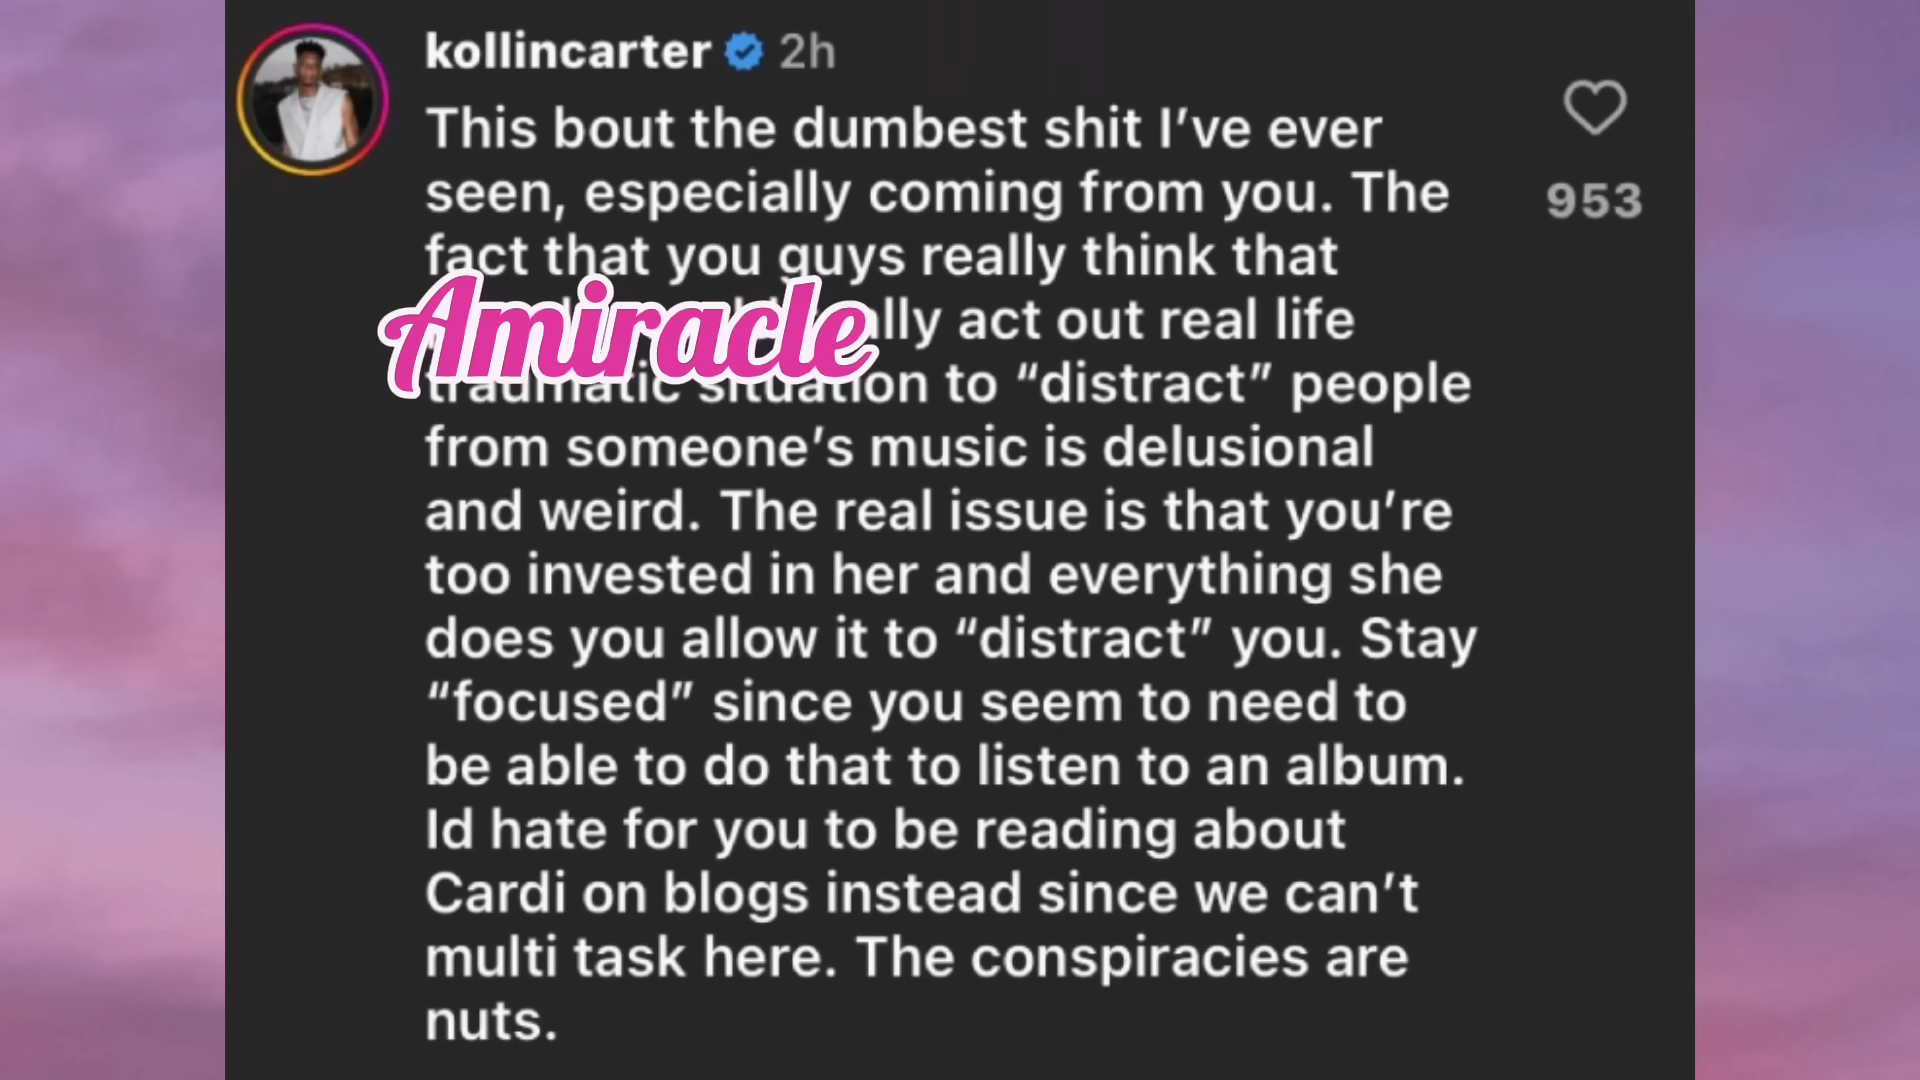 kollincarter 2h
This bout the dumbest shit I've ever
seen, especially coming from you. The
953
fact that you guys really think that
Amiracle
act out real life
traumatic situation to “distract” people
from someone's music is delusional
and weird. The real issue is that you're
too invested in her and everything she
does you allow it to “distract” you. Stay
“focused” since you seem to need to
be able to do that to listen to an album.
Id hate for you to be reading about
Cardi on blogs instead since we can't
multi task here. The conspiracies are
nuts.